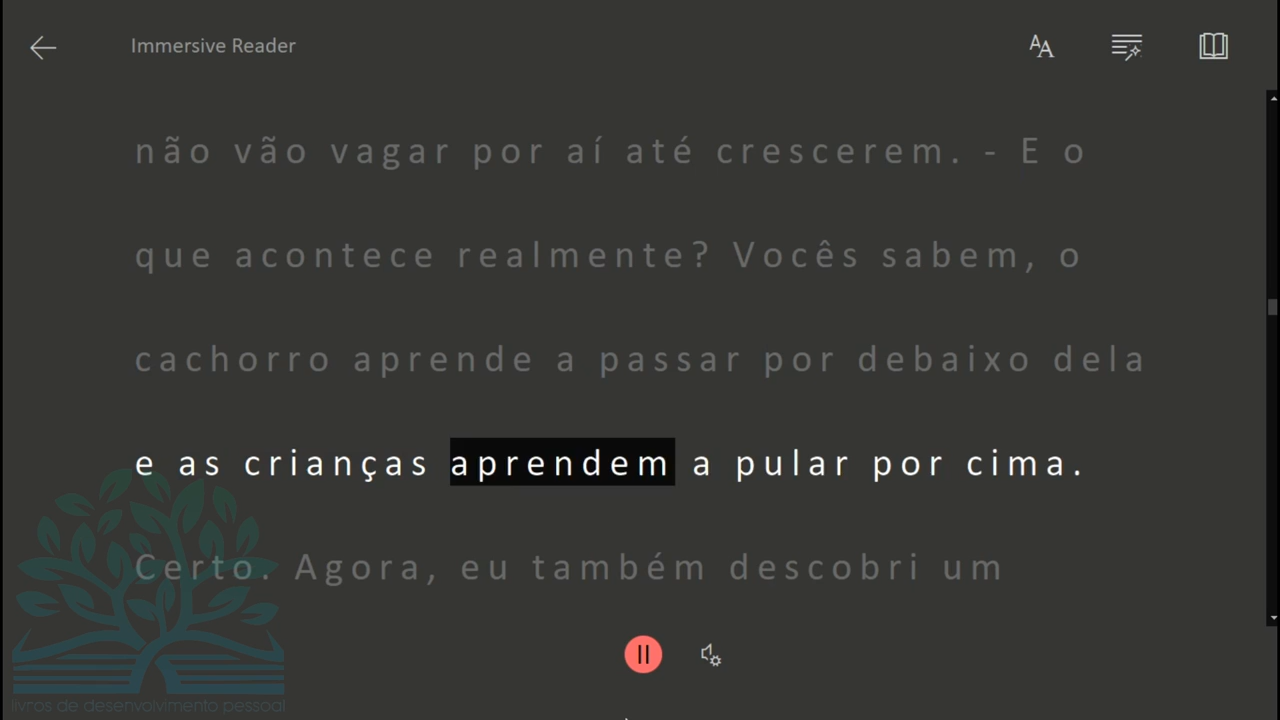 Immersive Reader
não vão vagar por aí até crescerem. - E o
que acontece realmente? Vocês sabem, o
cachorro aprende a passar por debaixo dela
e as crianças aprendem a pular por cima.
Certo. Agora, eu também descobri um
livros de desenvolvimento pessoal